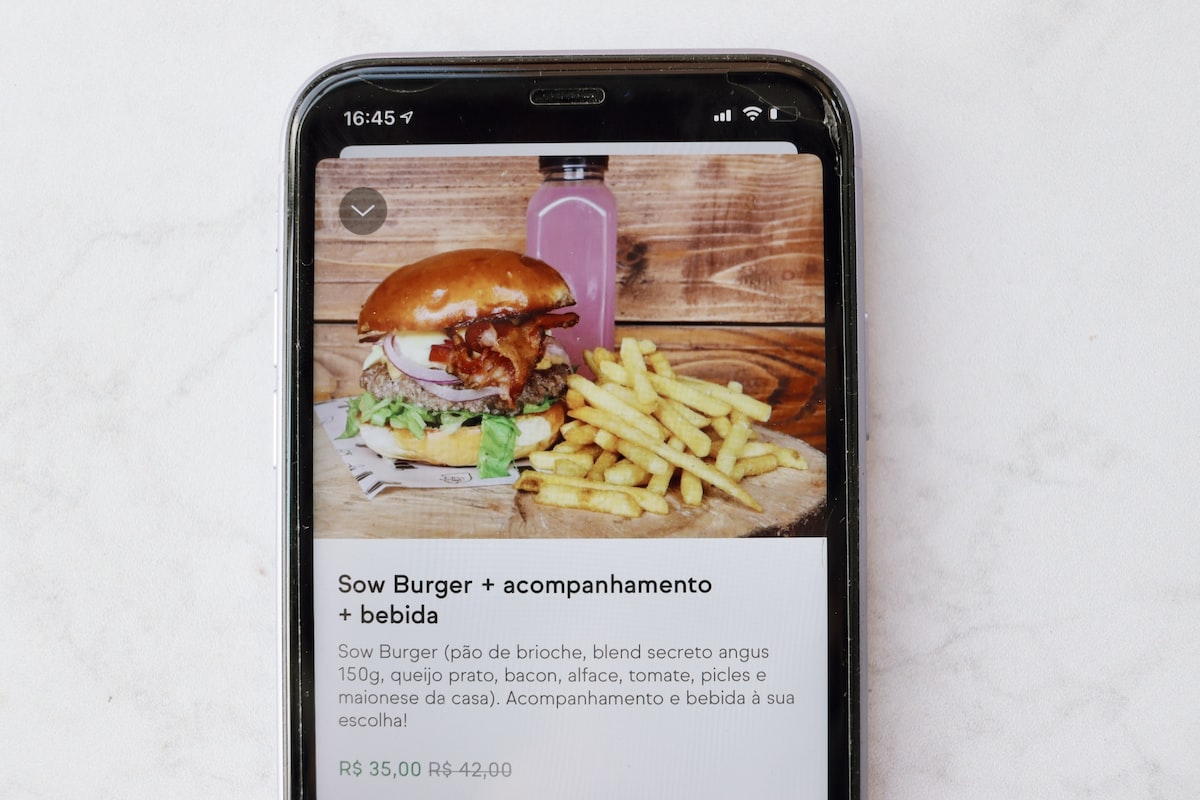 16:45
Sow Burger + acompanhamento
+ bebida
Sow Burger (pão de brioche, blend secreto angus
150g, queijo prato, bacon, alface, tomate, picles e
maionese da casa). Acompanhamento e bebida à sua
escolha!
R$ 35,00 R$ 42,00